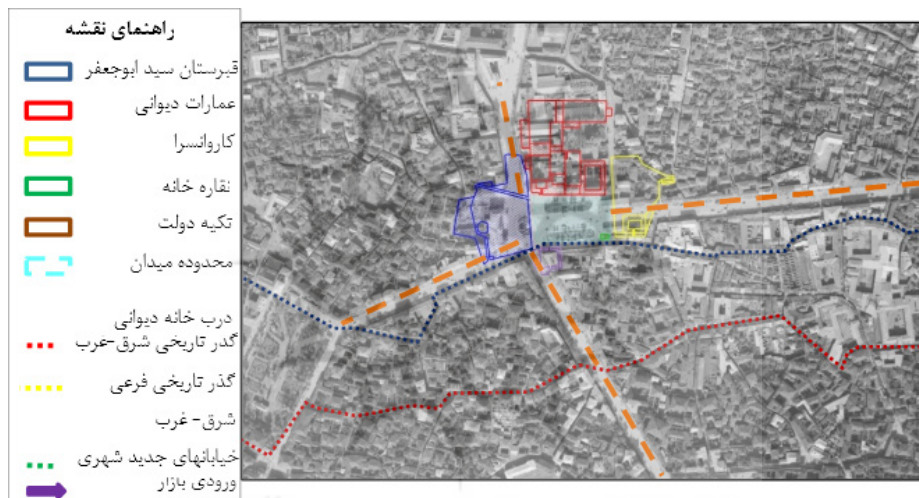 راهنمای نقشه
قبرستان سید ابوجعفر
عمارات دیوانی
کاروانسرا
نقاره خانه
تکیه دولت
محدوده میدان
درب خانه دیوانی
گذر تاریخی شرق-غرب
گذر تاریخی فرعی
شرق- غرب
خیابانهای جدید شهری
ورودی بازار